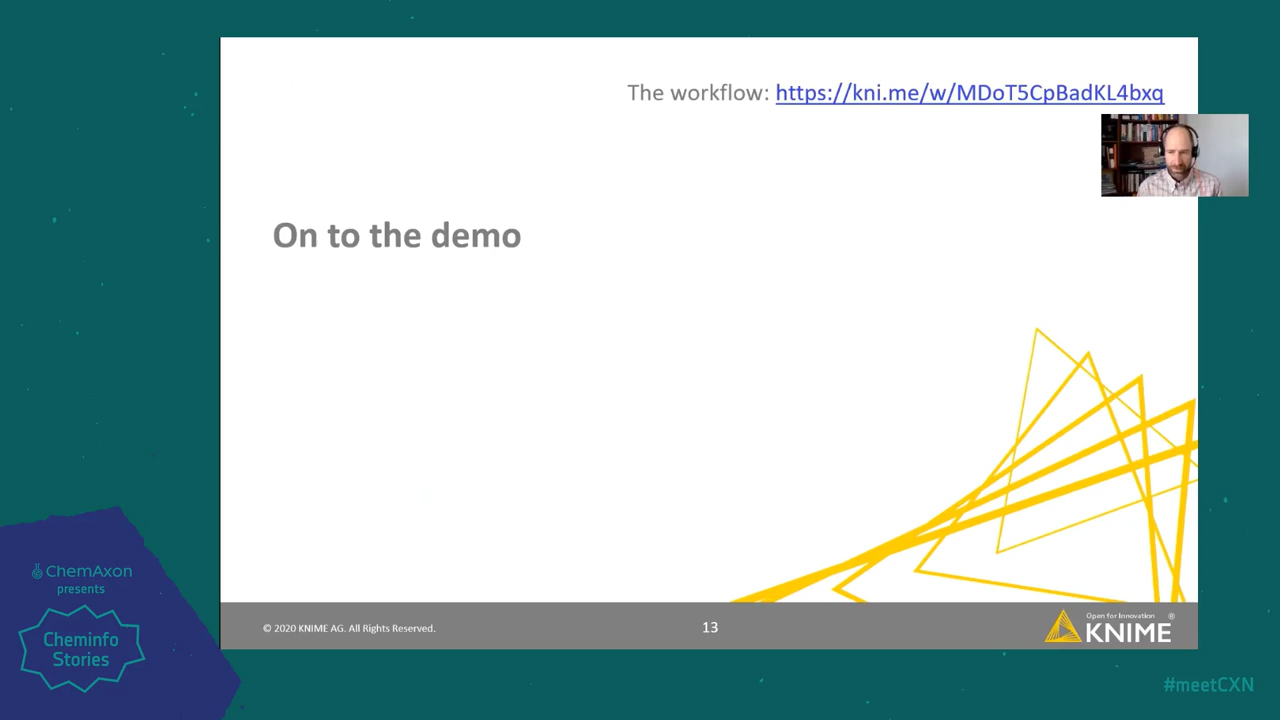 The workflow: https://kni.me/w/MDoT5CpBadKL4bxq
On to the demo
ChemAxon
presents
Cheminfo
Stories
© 2020 KNIME AG. All Rights Reserved.
13
Open for Innovation ®
KNIME
#meetCXN